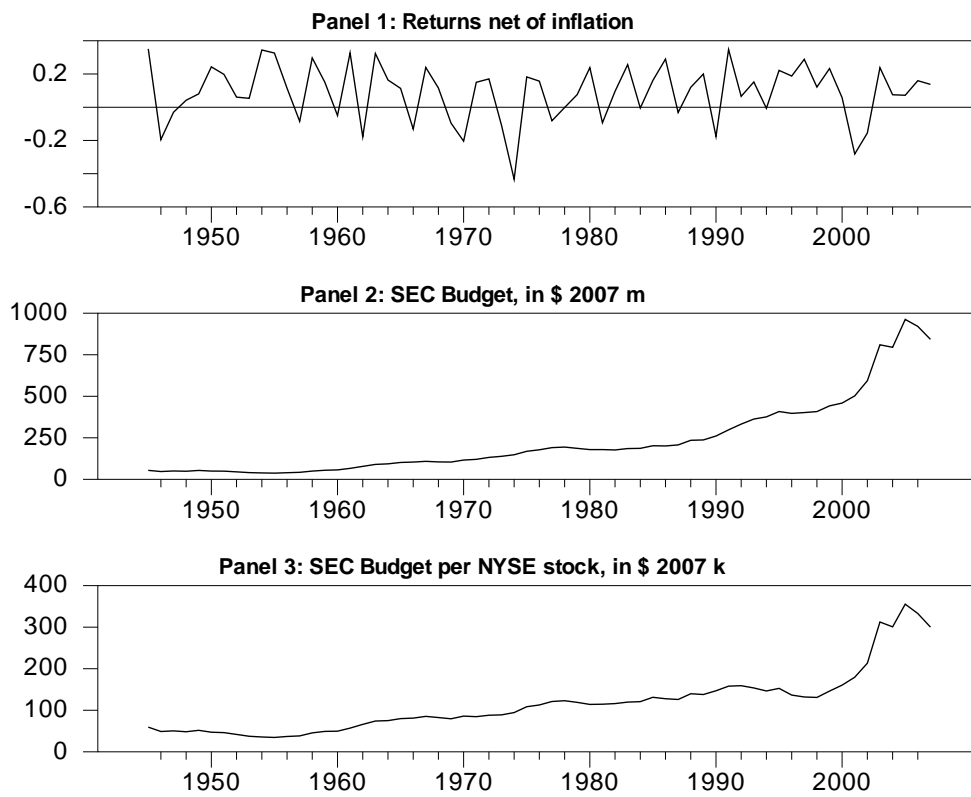 Panel 1: Returns net of inflation
0.2
-0.2
-0.6
1950 1960 1970 1980 1990 2000
Panel 2: SEC Budget, in $ 2007 m
1000
750
500
250
0
1950 1960 1970 1980 1990 2000
Panel 3: SEC Budget per NYSE stock, in $ 2007 k
400
300
200
100
0
1950 1960 1970 1980 1990 2000